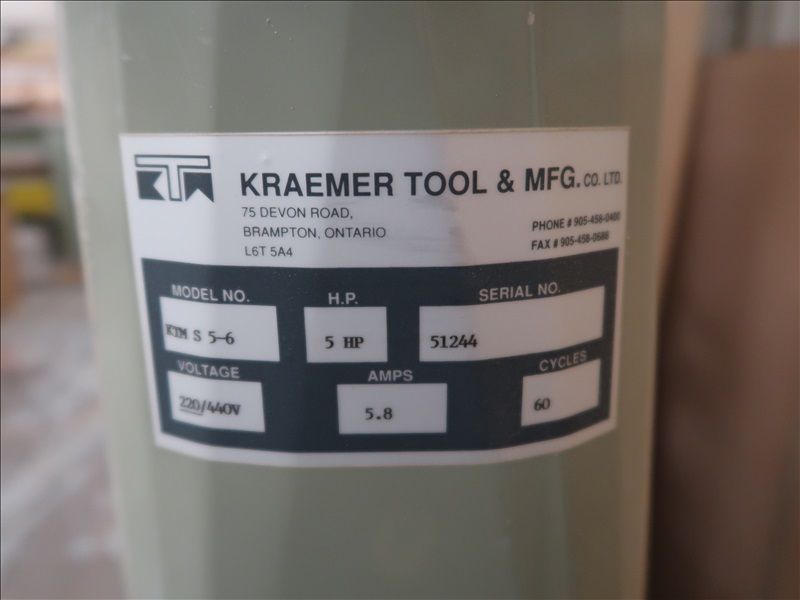 KTM
KRAEMER TOOL & MFG. CO. LTD.
75 DEVON ROAD,
BRAMPTON, ONTARIO
L6T 5A4
PHONE # 905-458-0400
FAX # 905-458-0688
MODEL NO. H.P. SERIAL NO.
KTM S 5-6 5 HP 51244
VOLTAGE AMPS CYCLES
220/440V 5.8 60